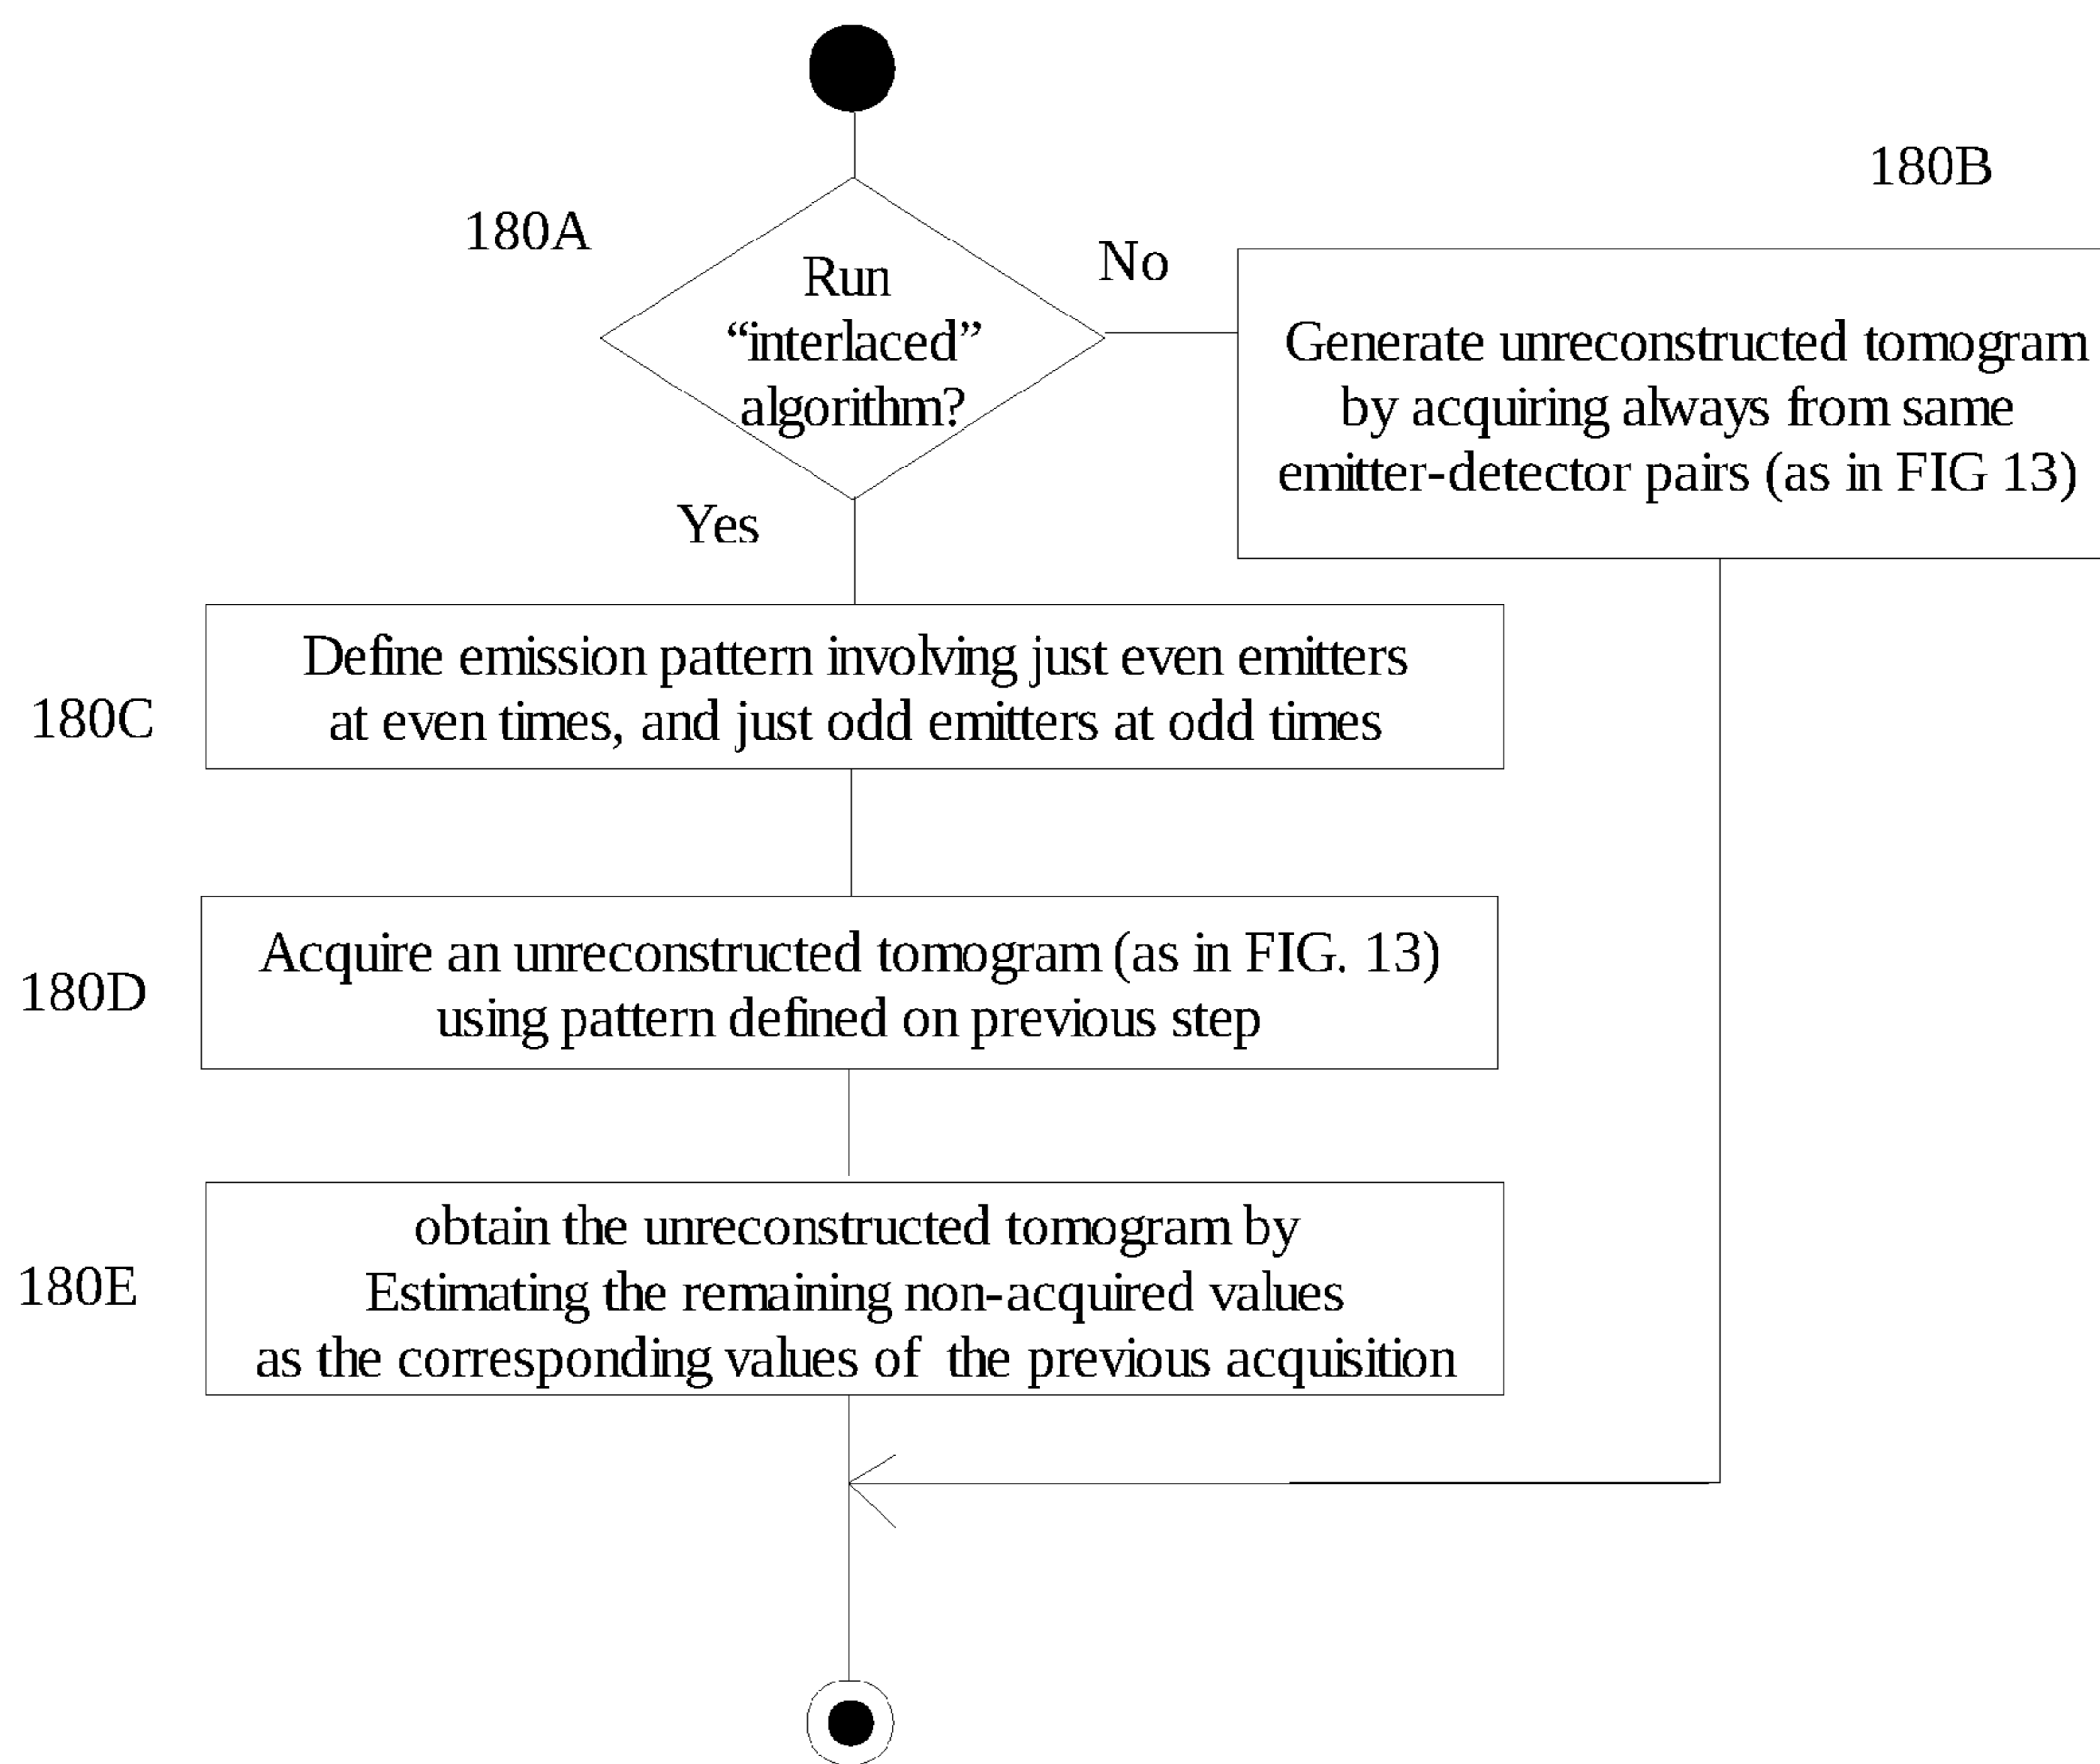 180B
180A
No
Run
“interlaced”
algorithm?
Generate unreconstructed tomogram
by acquiring always from same
emitter-detector pairs (as in FIG 13)
Yes
180C
Define emission pattern involving just even emitters
at even times, and just odd emitters at odd times
180D
Acquire an unreconstructed tomogram (as in FIG. 13)
using pattern defined on previous step
180E
obtain the unreconstructed tomogram by
Estimating the remaining non-acquired values
as the corresponding values of the previous acquisition